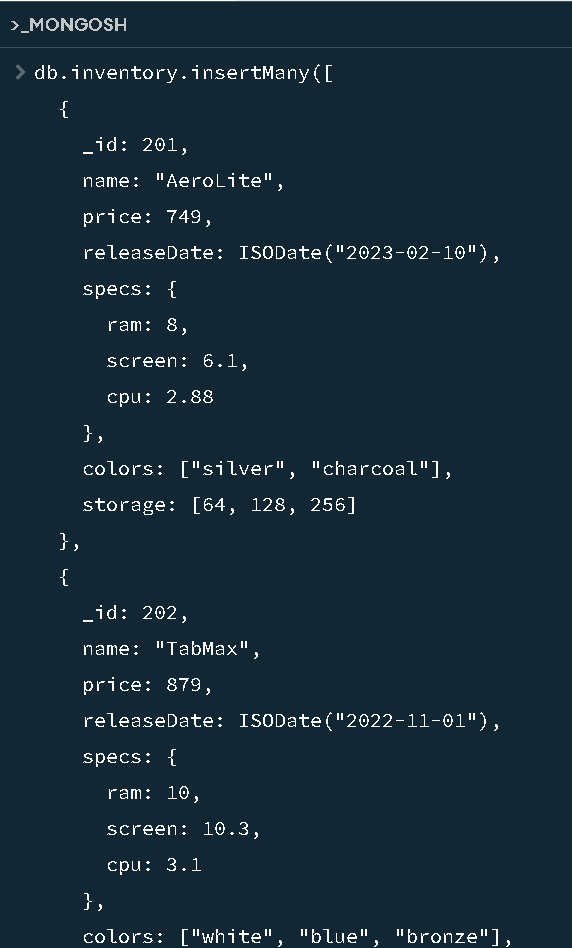 >_MONGOSH
> db.inventory.insertMany([
{
_id: 201,
name: "AeroLite",
price: 749,
releaseDate: ISODate("2023-02-10"),
specs: {
ram: 8,
screen: 6.1,
cpu: 2.88
},
colors: ["silver", "charcoal"],
storage: [64, 128, 256]
},
{
_id: 202,
name: "TabMax",
price: 879,
releaseDate: ISODate("2022-11-01"),
specs: {
ram: 10,
screen: 10.3,
cpu: 3.1
},
colors: ["white", "blue", "bronze"],